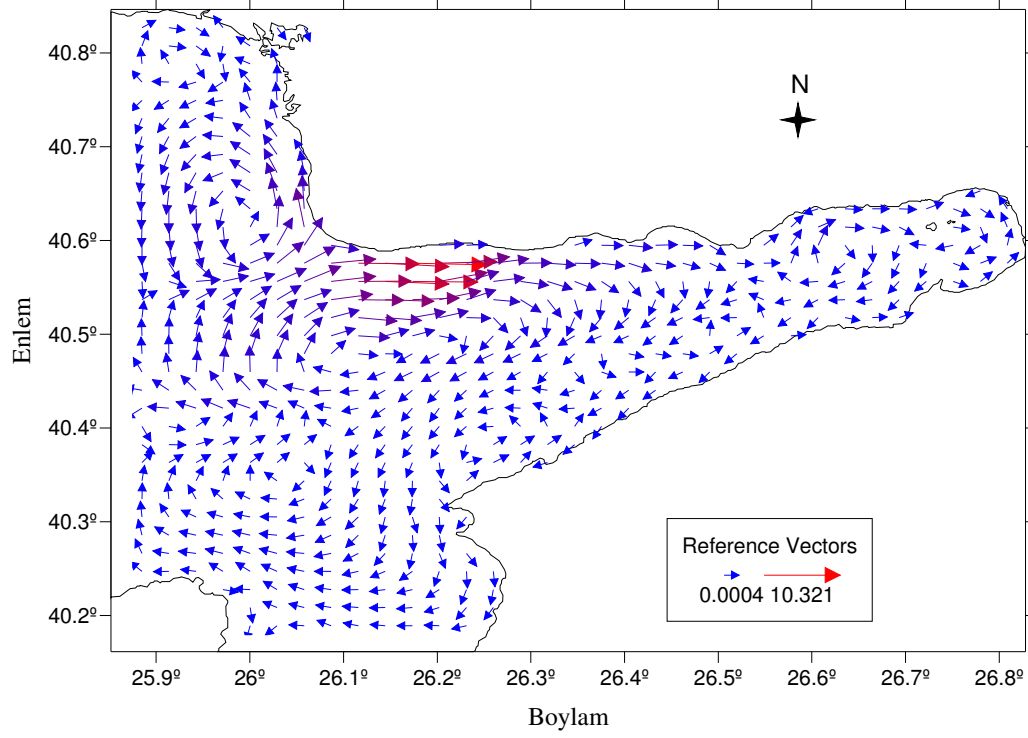 40.8º
40.7º
40.6º
40.5º
40.4º
40.3º
40.2º
Enlem
N
Reference Vectors
0.0004 10.321
25.9º 26º 26.1º 26.2º 26.3º 26.4º 26.5º 26.6º 26.7º 26.8º
Boylam